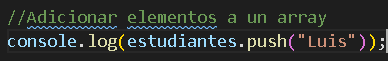 //Adicionar elementos a un array
console.log(estudiantes.push("Luis"));